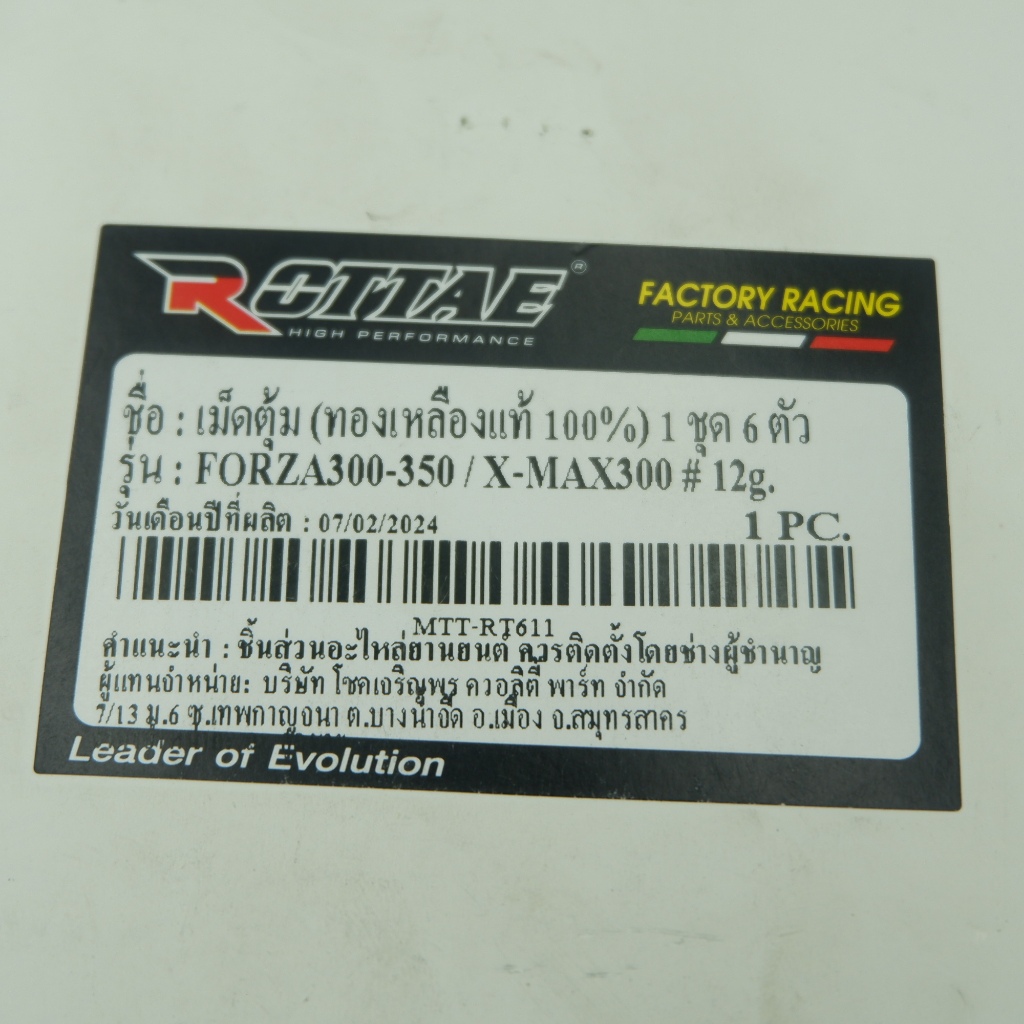 ROTTAE®
HIGH PERFORMANCE
FACTORY RACING
PARTS & ACCESSORIES
ชื่อ : เม็ดตุ้ม (ทองเหลืองแท้ 100%) 1 ชุด 6 ตัว
รุ่น : FORZA300-350 / X-MAX300 # 12g.
วันเดือนปีที่ผลิต : 07/02/2024 1 PC.
MTT-RT611
คำแนะนำ : ชิ้นส่วนอะไหล่ยานยนต์ ควรติดตั้งโดยช่างผู้ชำนาญ
ผู้แทนจำหน่าย: บริษัท โชคเจริญพร ควอลิตี้ พาร์ท จำกัด
7/13 ม.6 ซ.เทพกาญจนา ต.บางน้ำจืด อ.เมือง จ.สมุทรสาคร
Leader of Evolution